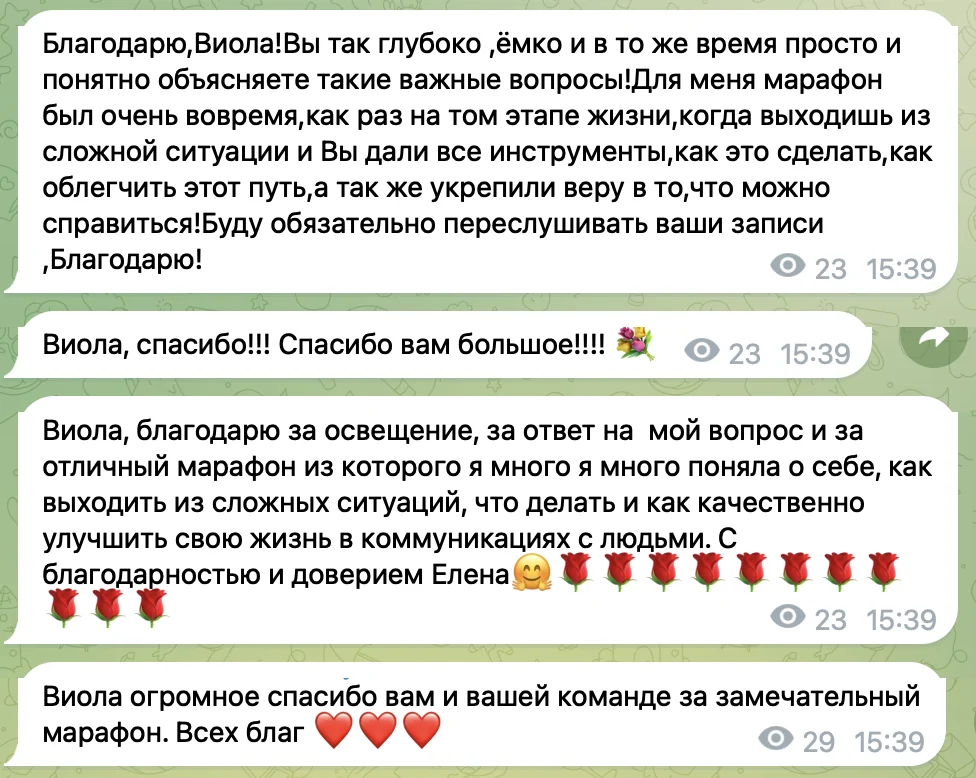 Благодарю,Виола!Вы так глубоко ,ёмко и в то же время просто и
понятно объясняете такие важные вопросы!Для меня марафон
был очень вовремя,как раз на том этапе жизни,когда выходишь из
сложной ситуации и Вы дали все инструменты,как это сделать,как
облегчить этот путь,а так же укрепили веру в то,что можно
справиться!Буду обязательно переслушивать ваши записи
,Благодарю!
23 15:39
Виола, спасибо!!! Спасибо вам большое!!!! 💐 23 15:39
Виола, благодарю за освещение, за ответ на  мой вопрос и за
отличный марафон из которого я много я много поняла о себе, как
выходить из сложных ситуаций, что делать и как качественно
улучшить свою жизнь в коммуникациях с людьми. С
благодарностью и доверием Елена🤗🌹🌹🌹🌹🌹🌹🌹🌹
🌹🌹🌹
23 15:39
Виола огромное спасибо вам и вашей команде за замечательный
марафон. Всех благ ❤️❤️❤️
29 15:39